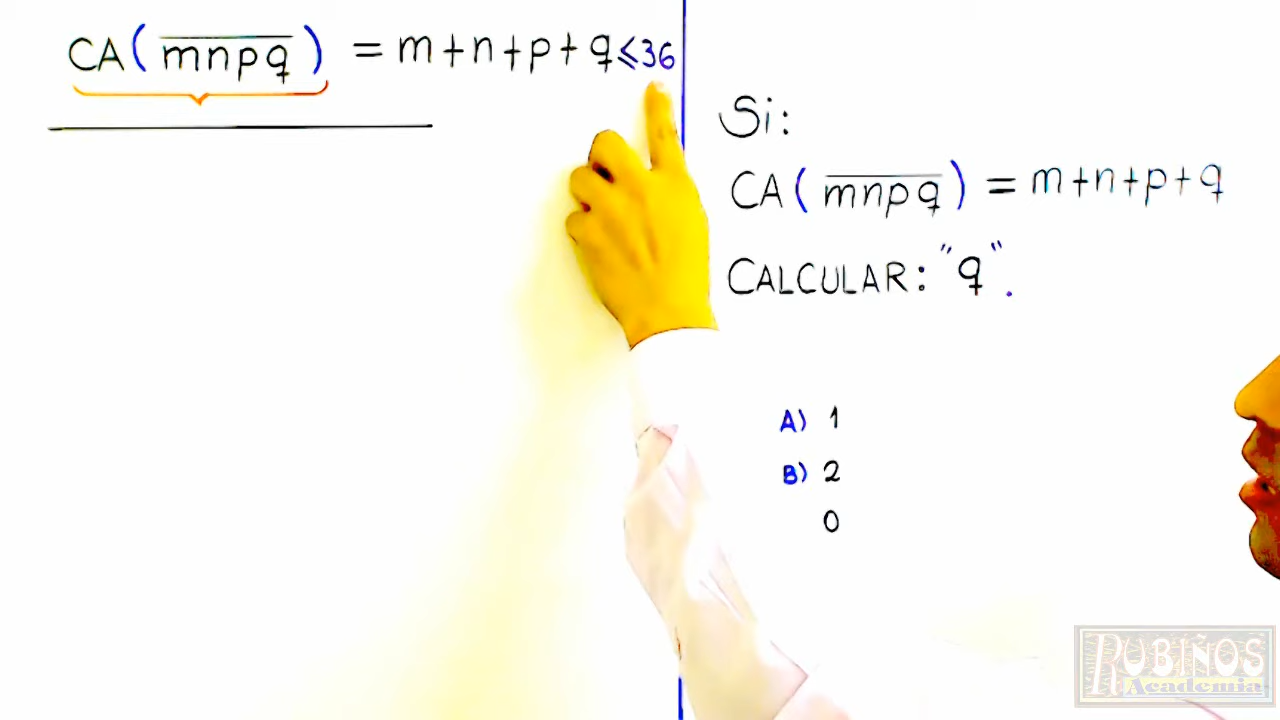 CA(mnpq) = m+n+p+q≤36
Si:
CA(mnpq) = m+n+p+q
CALCULAR: "q".
A) 1
B) 2
0
RUBIÑOS
Academia